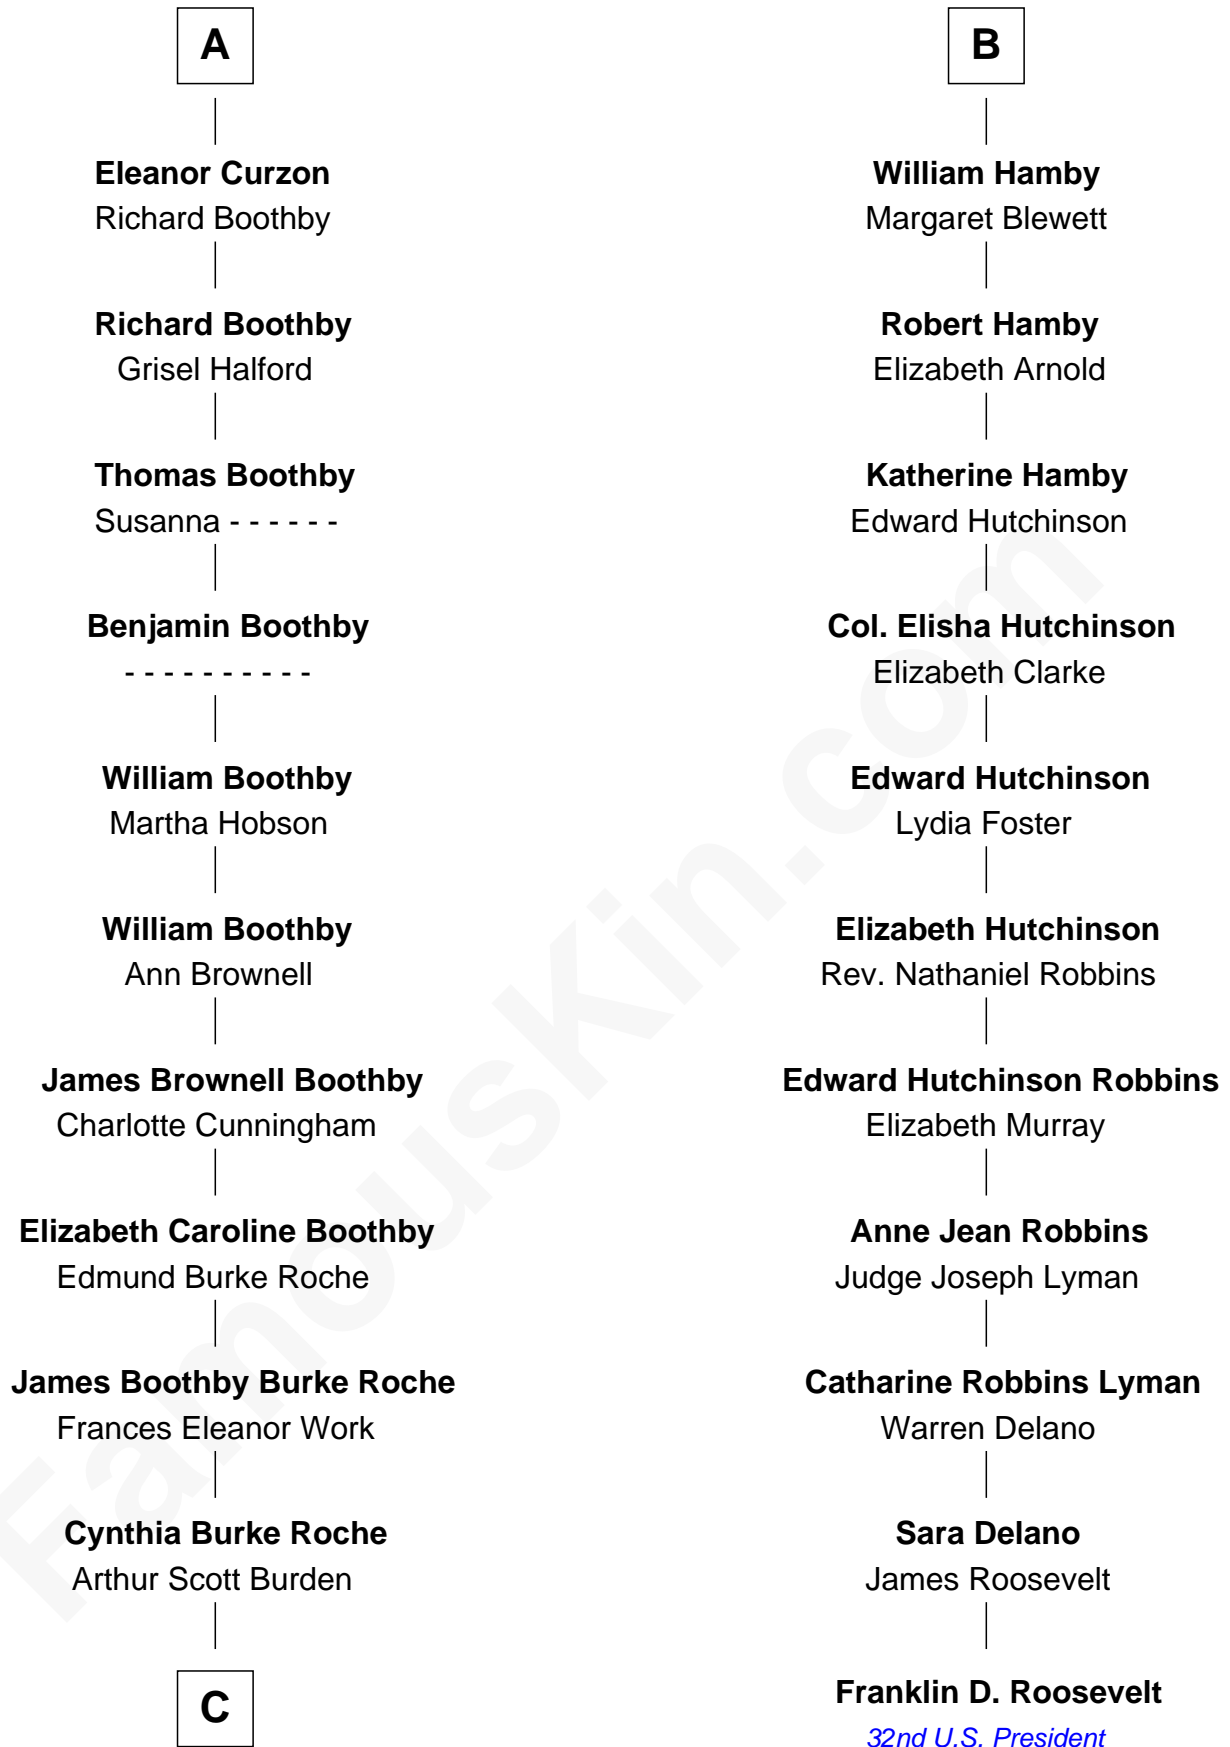 A
Eleanor Curzon
Richard Boothby
Richard Boothby
Grisel Halford
Thomas Boothby
Susanna - - - - - -
Benjamin Boothby
- - - - - - - - - -
William Boothby
Martha Hobson
William Boothby
Ann Brownell
James Brownell Boothby
Charlotte Cunningham
Elizabeth Caroline Boothby
Edmund Burke Roche
James Boothby Burke Roche
Frances Eleanor Work
Cynthia Burke Roche
Arthur Scott Burden
C
B
William Hamby
Margaret Blewett
Robert Hamby
Elizabeth Arnold
Katherine Hamby
Edward Hutchinson
Col. Elisha Hutchinson
Elizabeth Clarke
Edward Hutchinson
Lydia Foster
Elizabeth Hutchinson
Rev. Nathaniel Robbins
Edward Hutchinson Robbins
Elizabeth Murray
Anne Jean Robbins
Judge Joseph Lyman
Catharine Robbins Lyman
Warren Delano
Sara Delano
James Roosevelt
Franklin D. Roosevelt
32nd U.S. President
FamousKin.com